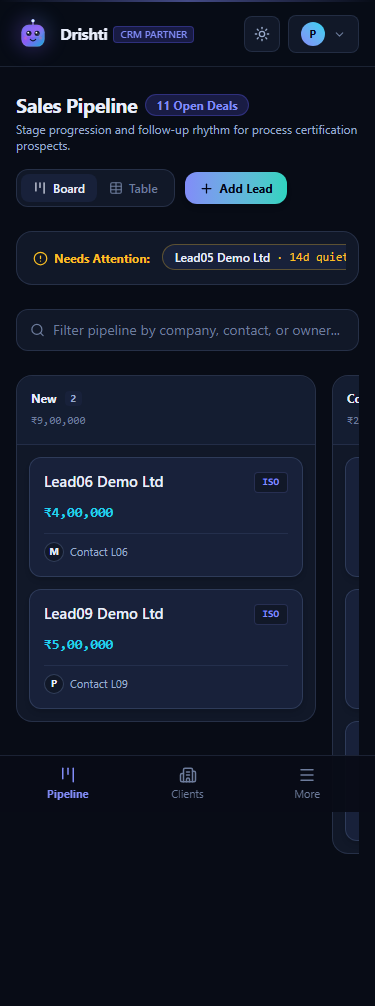 Drishti CRM PARTNER P
Sales Pipeline 11 Open Deals
Stage progression and follow-up rhythm for process certification
prospects.
Board Table + Add Lead
Needs Attention: Lead05 Demo Ltd · 14d quiet
Filter pipeline by company, contact, or owner...
New 2
₹9,00,000
Lead06 Demo Ltd ISO
₹4,00,000
M Contact L06
Lead09 Demo Ltd ISO
₹5,00,000
P Contact L09
Pipeline Clients More